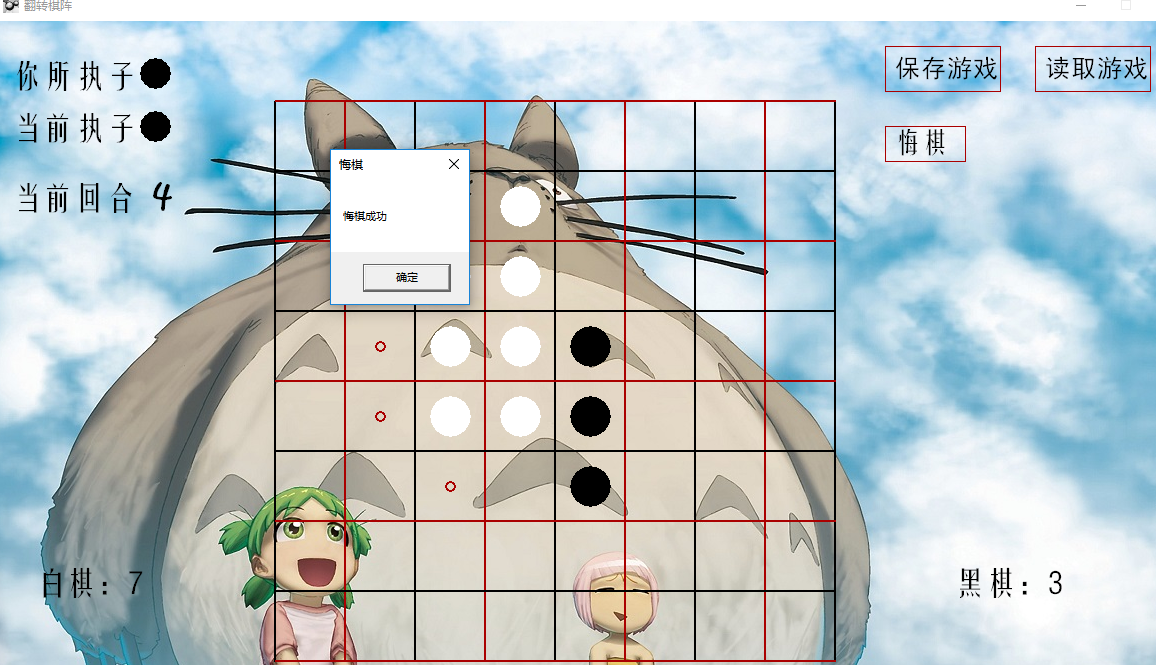 翻转棋阵
你所执子
当前执子
当前回合 4
保存游戏
读取游戏
悔棋
悔棋
悔棋成功
确定
白棋: 7
黑棋: 3